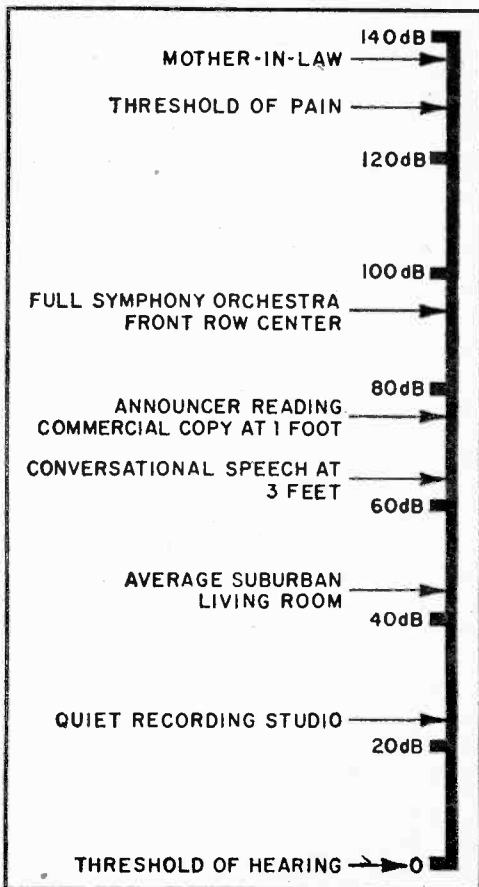 140dB
MOTHER-IN-LAW
THRESHOLD OF PAIN
120dB
100dB
FULL SYMPHONY ORCHESTRA
FRONT ROW CENTER
80dB
ANNOUNCER READING
COMMERCIAL COPY AT 1 FOOT
CONVERSATIONAL SPEECH AT
3 FEET
60dB
AVERAGE SUBURBAN
LIVING ROOM
40dB
QUIET RECORDING STUDIO
20dB
THRESHOLD OF HEARING 0